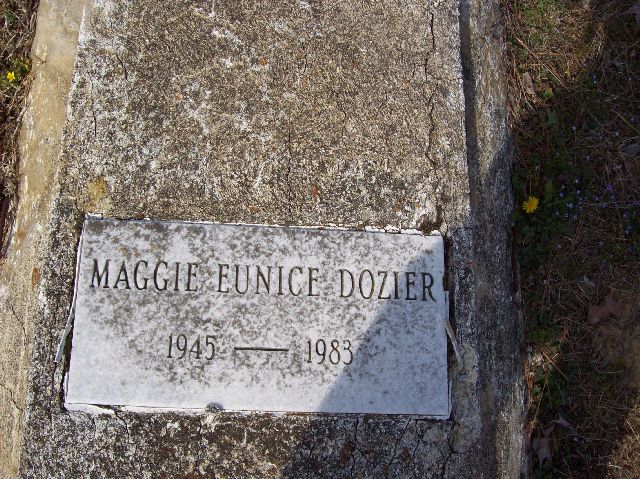 MAGGIE EUNICE DOZIER
1945 — 1983